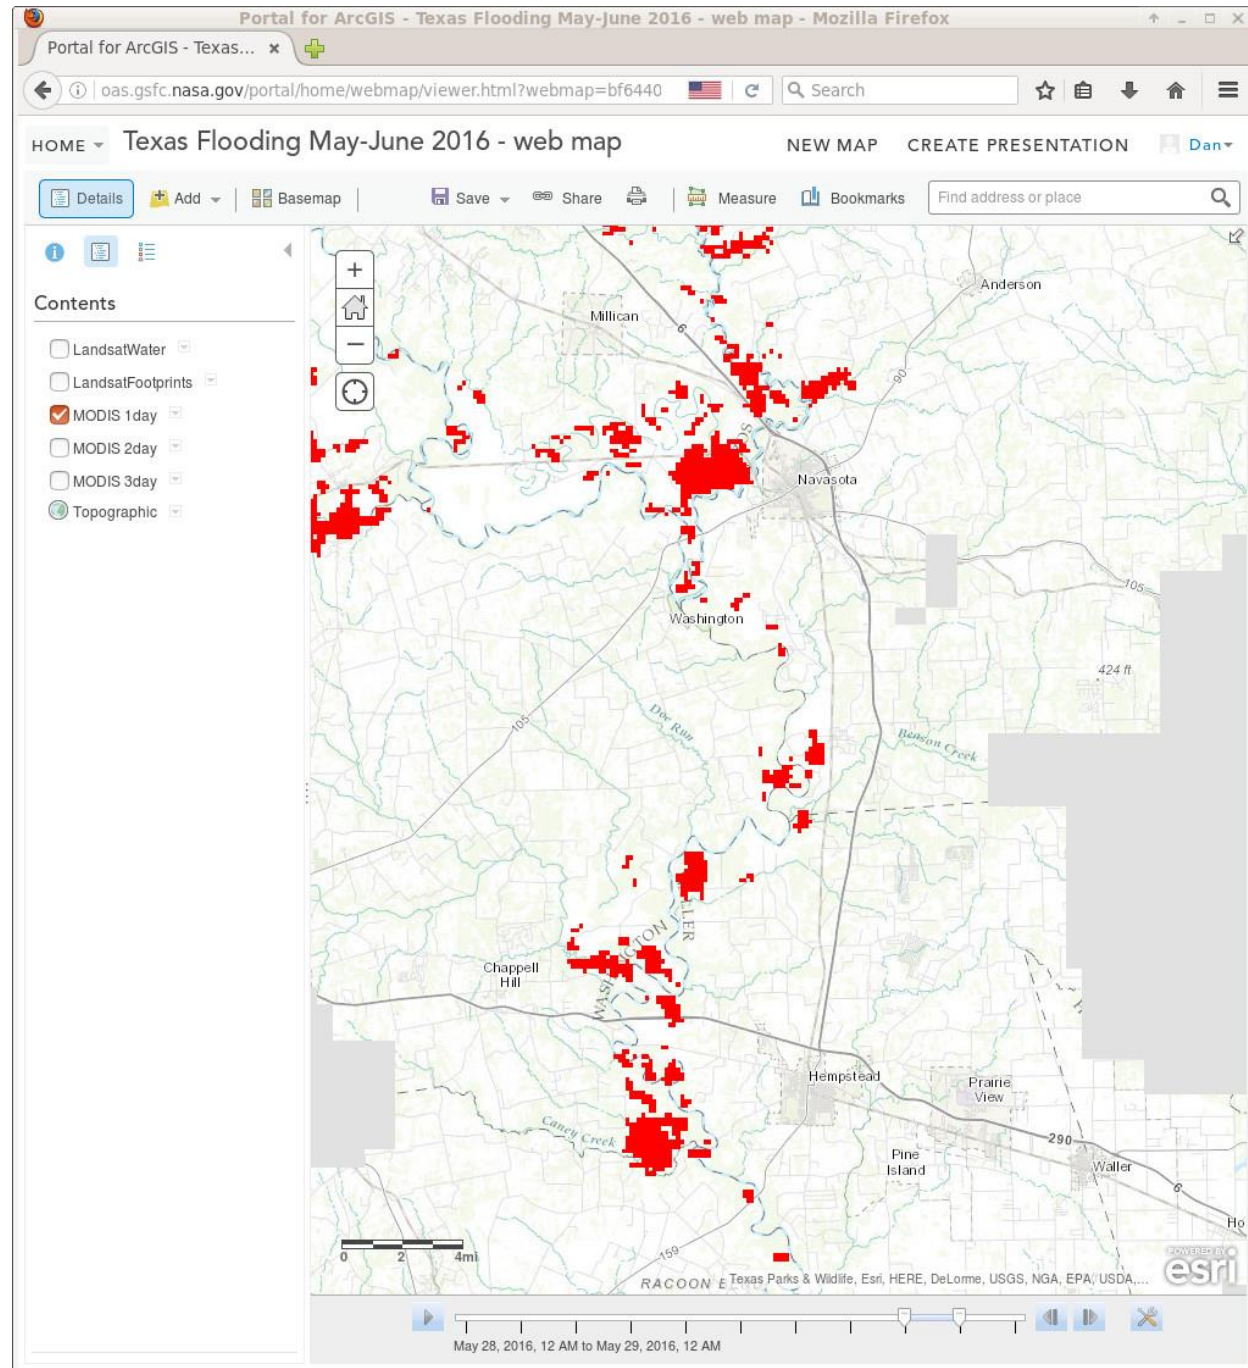 Portal for ArcGIS - Texas Flooding May-June 2016 - web map - Mozilla Firefox
Portal for ArcGIS - Texas...
oas.gsfc.nasa.gov/portal/home/webmap/viewer.html?webmap=bf6440
Search
HOME
Texas Flooding May-June 2016 - web map
NEW MAP
CREATE PRESENTATION
Dan
Details
Add
Basemap
Save
Share
Measure
Bookmarks
Find address or place
Contents
LandsatWater
LandsatFootprints
MODIS 1day
MODIS 2day
MODIS 3day
Topographic
Anderson
Millican
6
90
Navasota
105
Washington
424 ft
105
Doe Run
Benson Creek
WASHINGTON
Chappell
Hill
Hempstead
Prairie
View
Caney Creek
290
Pine
Island
Waller
6
Ho
0 2 4mi
159
RACOON
Texas Parks & Wildlife, Esri, HERE, DeLorme, USGS, NGA, EPA, USDA,...
POWERED BY
esri
May 28, 2016, 12 AM to May 29, 2016, 12 AM